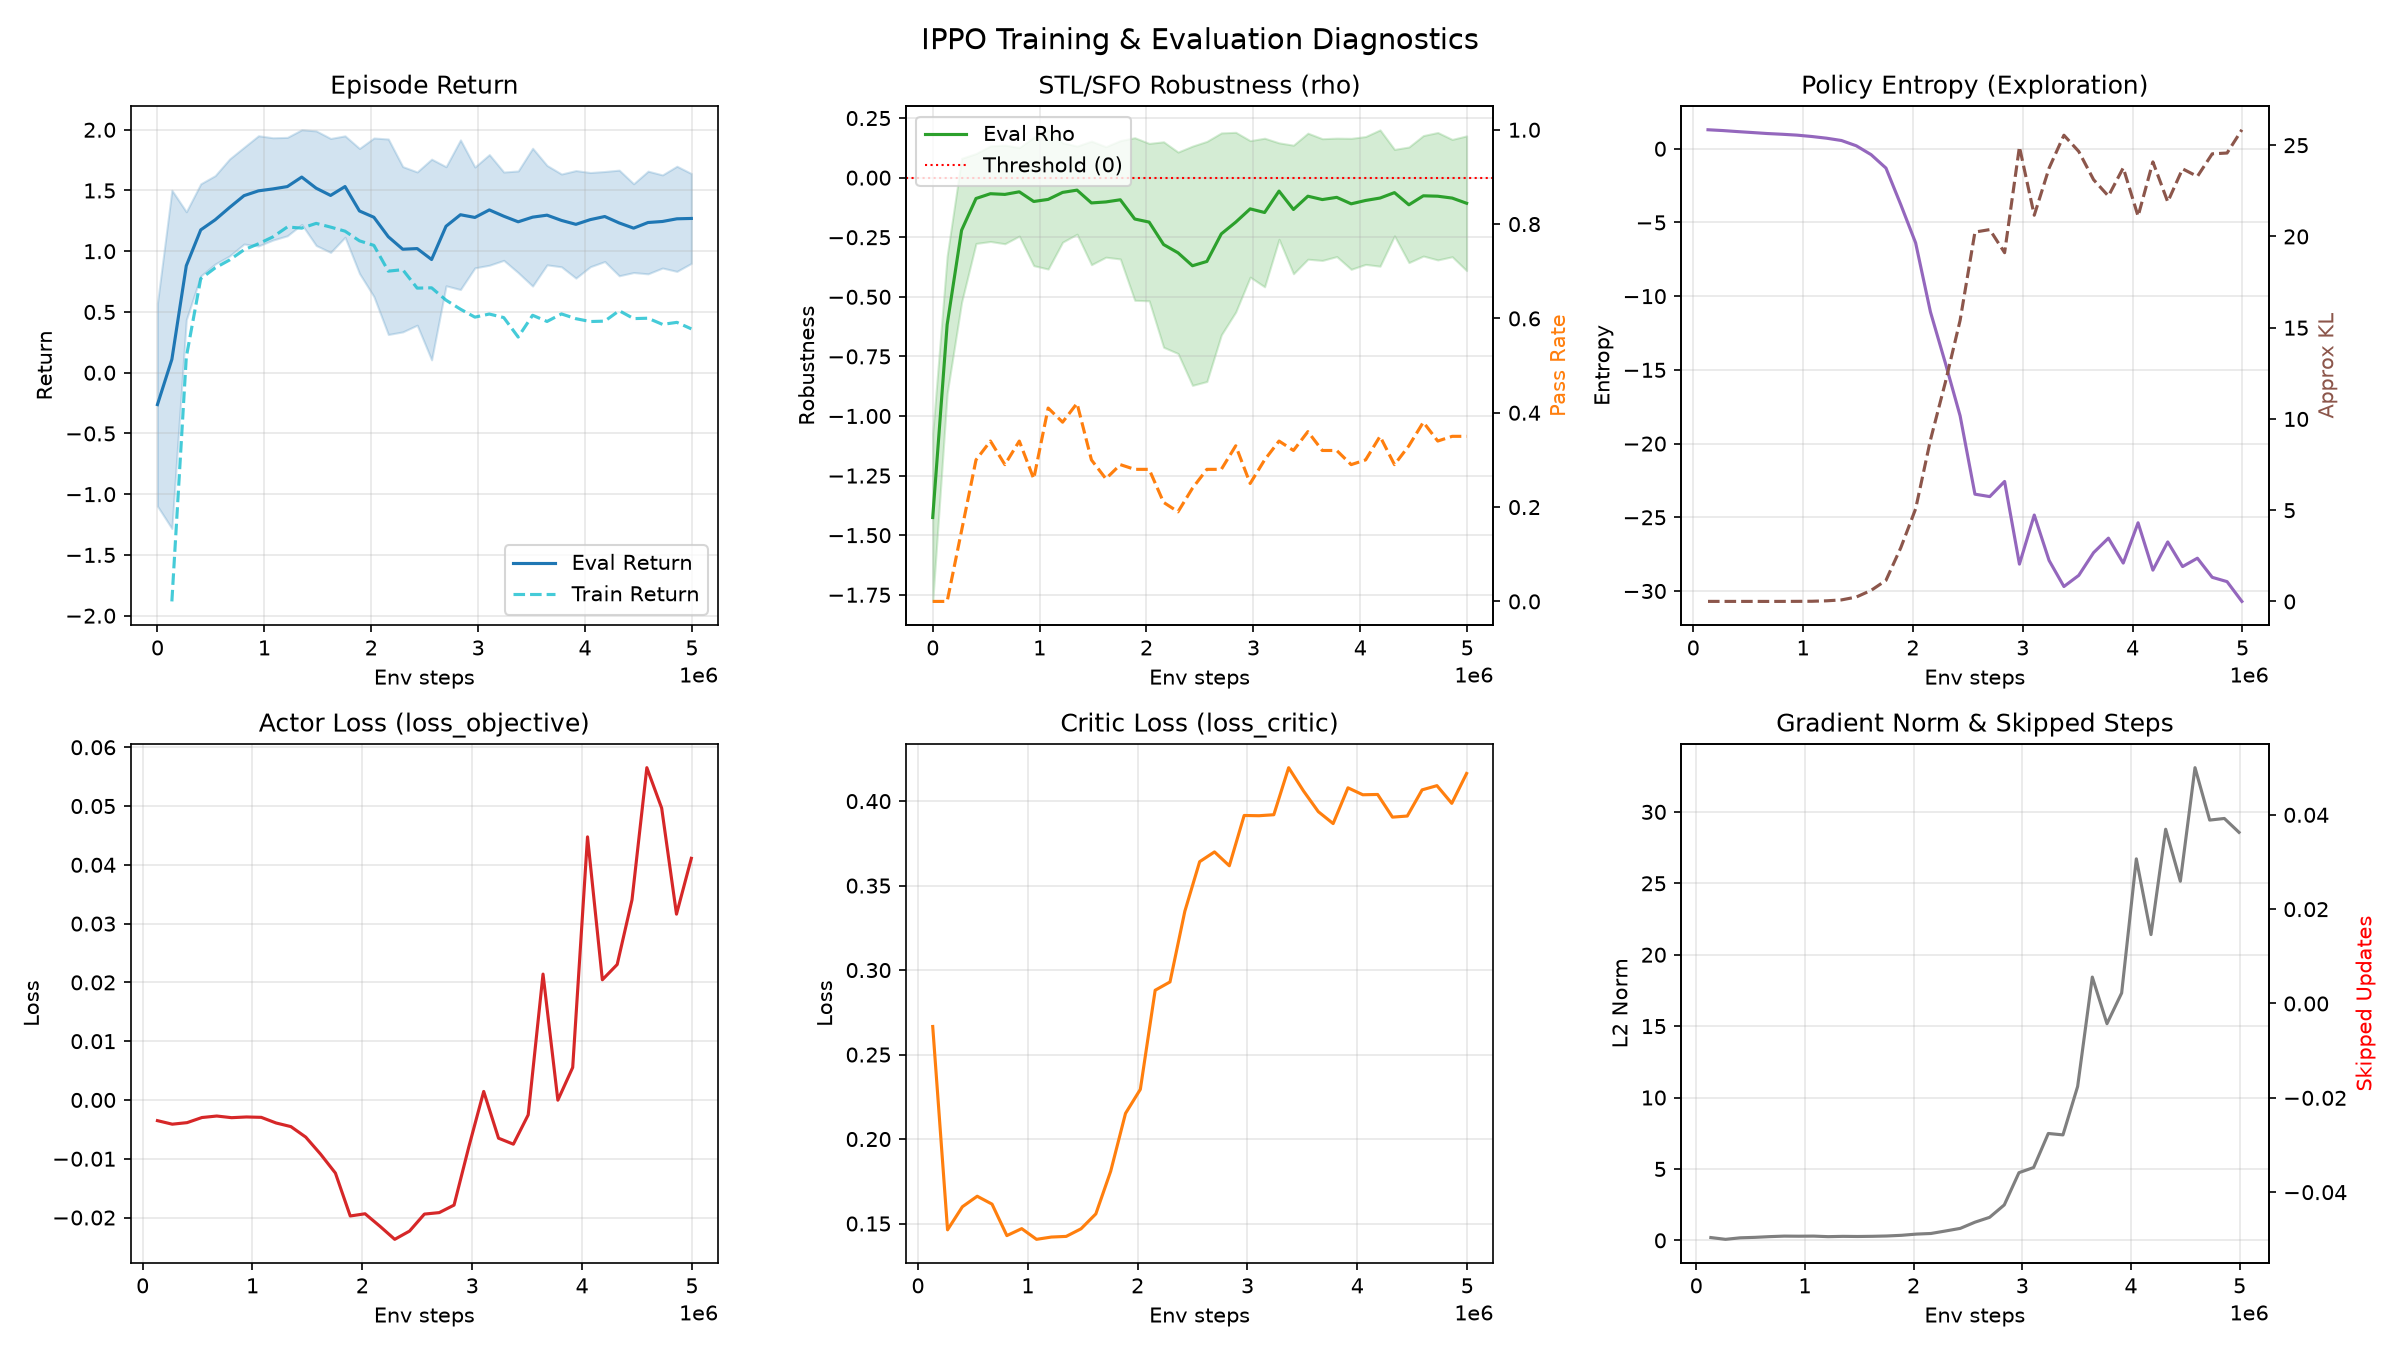 IPPO Training & Evaluation Diagnostics
Episode Return
Return
2.0
1.5
1.0
0.5
0.0
−0.5
−1.0
−1.5
−2.0
Eval Return
Train Return
0 1 2 3 4 5
1e6
Env steps
STL/SFO Robustness (rho)
Robustness
0.25
0.00
−0.25
−0.50
−0.75
−1.00
−1.25
−1.50
−1.75
Eval Rho
Threshold (0)
1.0
0.8
0.6
0.4
0.2
0.0
Pass Rate
0 1 2 3 4 5
1e6
Env steps
Policy Entropy (Exploration)
Entropy
0
−5
−10
−15
−20
−25
−30
25
20
15
10
5
0
Approx KL
0 1 2 3 4 5
1e6
Env steps
Actor Loss (loss_objective)
Loss
0.06
0.05
0.04
0.03
0.02
0.01
0.00
−0.01
−0.02
0 1 2 3 4 5
1e6
Env steps
Critic Loss (loss_critic)
Loss
0.40
0.35
0.30
0.25
0.20
0.15
0 1 2 3 4 5
1e6
Env steps
Gradient Norm & Skipped Steps
L2 Norm
30
25
20
15
10
5
0
0.04
0.02
0.00
−0.02
−0.04
Skipped Updates
0 1 2 3 4 5
1e6
Env steps